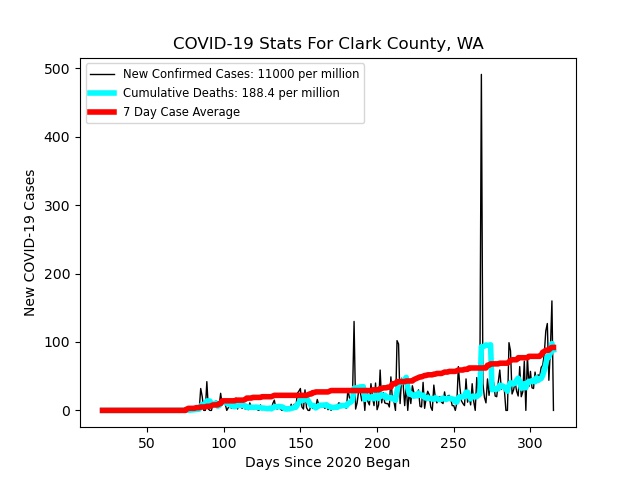 COVID-19 Stats For Clark County, WA
New Confirmed Cases: 11000 per million
Cumulative Deaths: 188.4 per million
7 Day Case Average
New COVID-19 Cases
500
400
300
200
100
0
50
100
150
200
250
300
Days Since 2020 Began